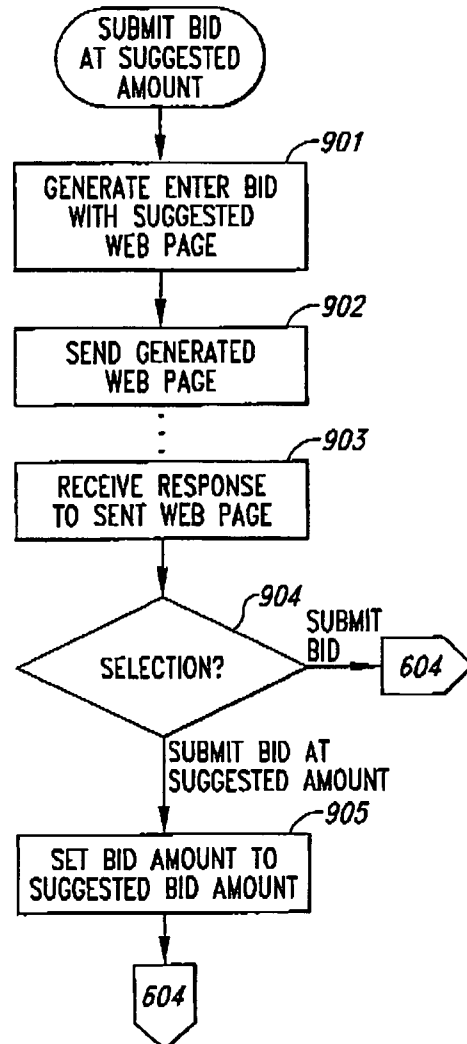 SUBMIT BID
AT SUGGESTED
AMOUNT
901
GENERATE ENTER BID
WITH SUGGESTED
WEB PAGE
902
SEND GENERATED
WEB PAGE
903
RECEIVE RESPONSE
TO SENT WEB PAGE
904
SELECTION?
SUBMIT
BID
604
SUBMIT BID AT
SUGGESTED AMOUNT
905
SET BID AMOUNT TO
SUGGESTED BID AMOUNT
604